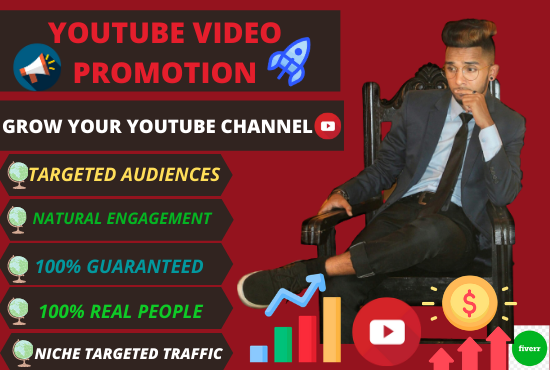 YOUTUBE VIDEO
PROMOTION
GROW YOUR YOUTUBE CHANNEL
TARGETED AUDIENCES
NATURAL ENGAGEMENT
100% GUARANTEED
100% REAL PEOPLE
NICHE TARGETED TRAFFIC
$
fiverr